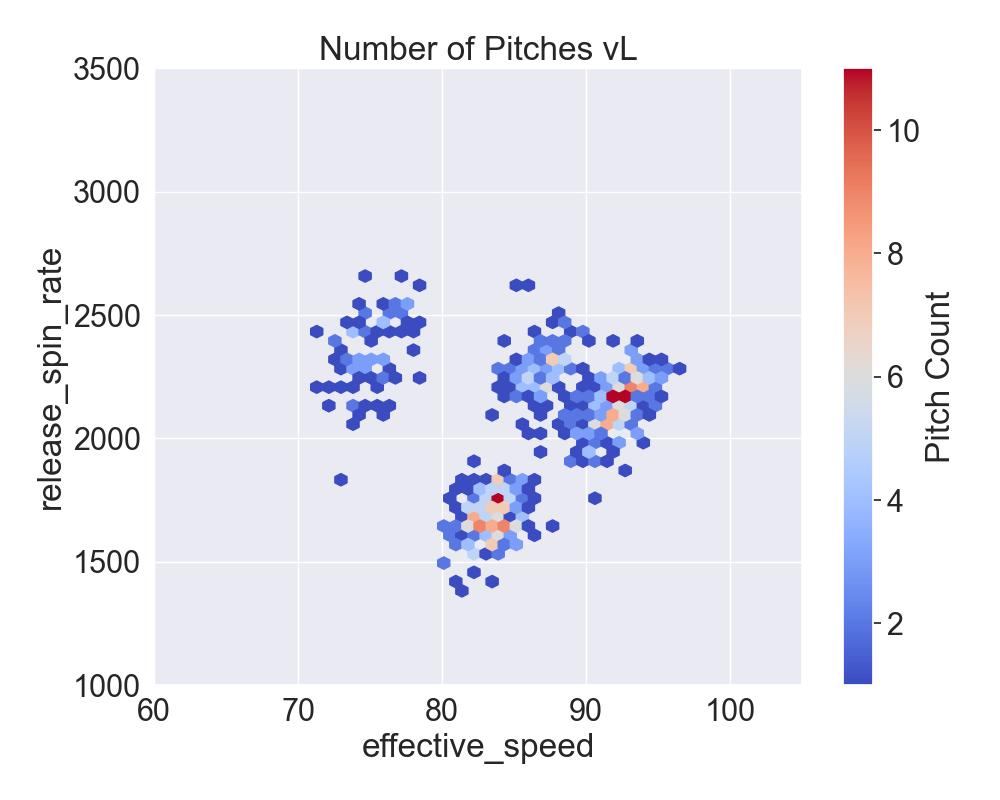 Number of Pitches vL
3500
3000
2500
2000
1500
1000
release_spin_rate
60 70 80 90 100
effective_speed
10
8
6
4
2
Pitch Count